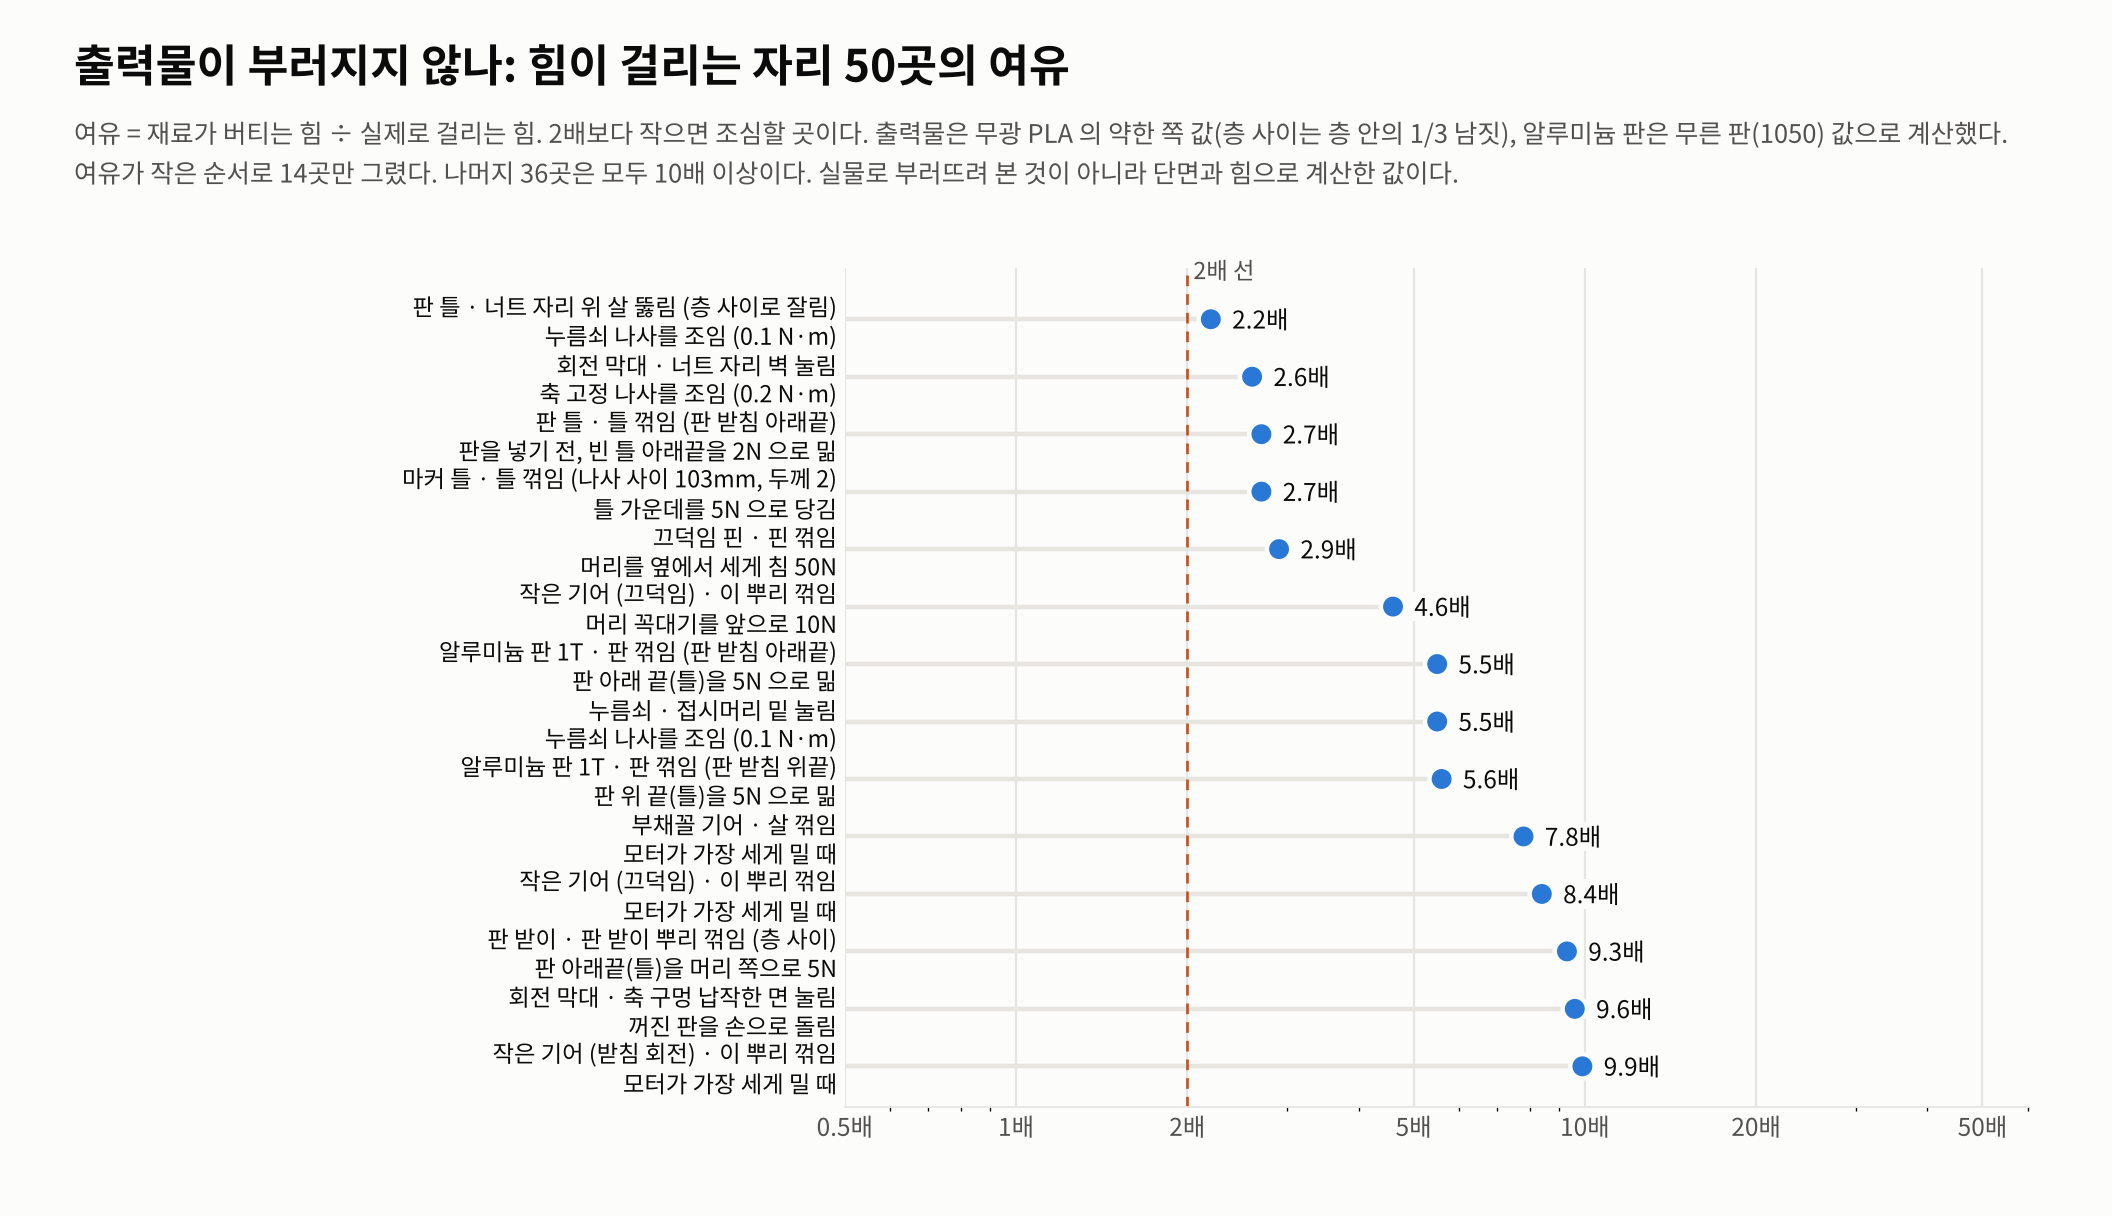 출력물이 부러지지 않나: 힘이 걸리는 자리 50곳의 여유
여유 = 재료가 버티는 힘 ÷ 실제로 걸리는 힘. 2배보다 작으면 조심할 곳이다. 출력물은 무광 PLA 의 약한 쪽 값(층 사이는 층 안의 1/3 남짓), 알루미늄 판은 무른 판(1050) 값으로 계산했다.
여유가 작은 순서로 14곳만 그렸다. 나머지 36곳은 모두 10배 이상이다. 실물로 부러뜨려 본 것이 아니라 단면과 힘으로 계산한 값이다.
2배 선
판 틀 · 너트 자리 위 살 뚫림 (층 사이로 잘림)
누름쇠 나사를 조임 (0.1 N·m)
2.2배
회전 막대 · 너트 자리 벽 눌림
축 고정 나사를 조임 (0.2 N·m)
2.6배
판 틀 · 틀 꺾임 (판 받침 아래끝)
판을 넣기 전, 빈 틀 아래끝을 2N 으로 밂
2.7배
마커 틀 · 틀 꺾임 (나사 사이 103mm, 두께 2)
틀 가운데를 5N 으로 당김
2.7배
끄덕임 핀 · 핀 꺾임
머리를 옆에서 세게 침 50N
2.9배
작은 기어 (끄덕임) · 이 뿌리 꺾임
머리 꼭대기를 앞으로 10N
4.6배
알루미늄 판 1T · 판 꺾임 (판 받침 아래끝)
판 아래 끝(틀)을 5N 으로 밂
5.5배
누름쇠 · 접시머리 밑 눌림
누름쇠 나사를 조임 (0.1 N·m)
5.5배
알루미늄 판 1T · 판 꺾임 (판 받침 위끝)
판 위 끝(틀)을 5N 으로 밂
5.6배
부채꼴 기어 · 살 꺾임
모터가 가장 세게 밀 때
7.8배
작은 기어 (끄덕임) · 이 뿌리 꺾임
모터가 가장 세게 밀 때
8.4배
판 받이 · 판 받이 뿌리 꺾임 (층 사이)
판 아래끝(틀)을 머리 쪽으로 5N
9.3배
회전 막대 · 축 구멍 납작한 면 눌림
꺼진 판을 손으로 돌림
9.6배
작은 기어 (받침 회전) · 이 뿌리 꺾임
모터가 가장 세게 밀 때
9.9배
0.5배 1배 2배 5배 10배 20배 50배